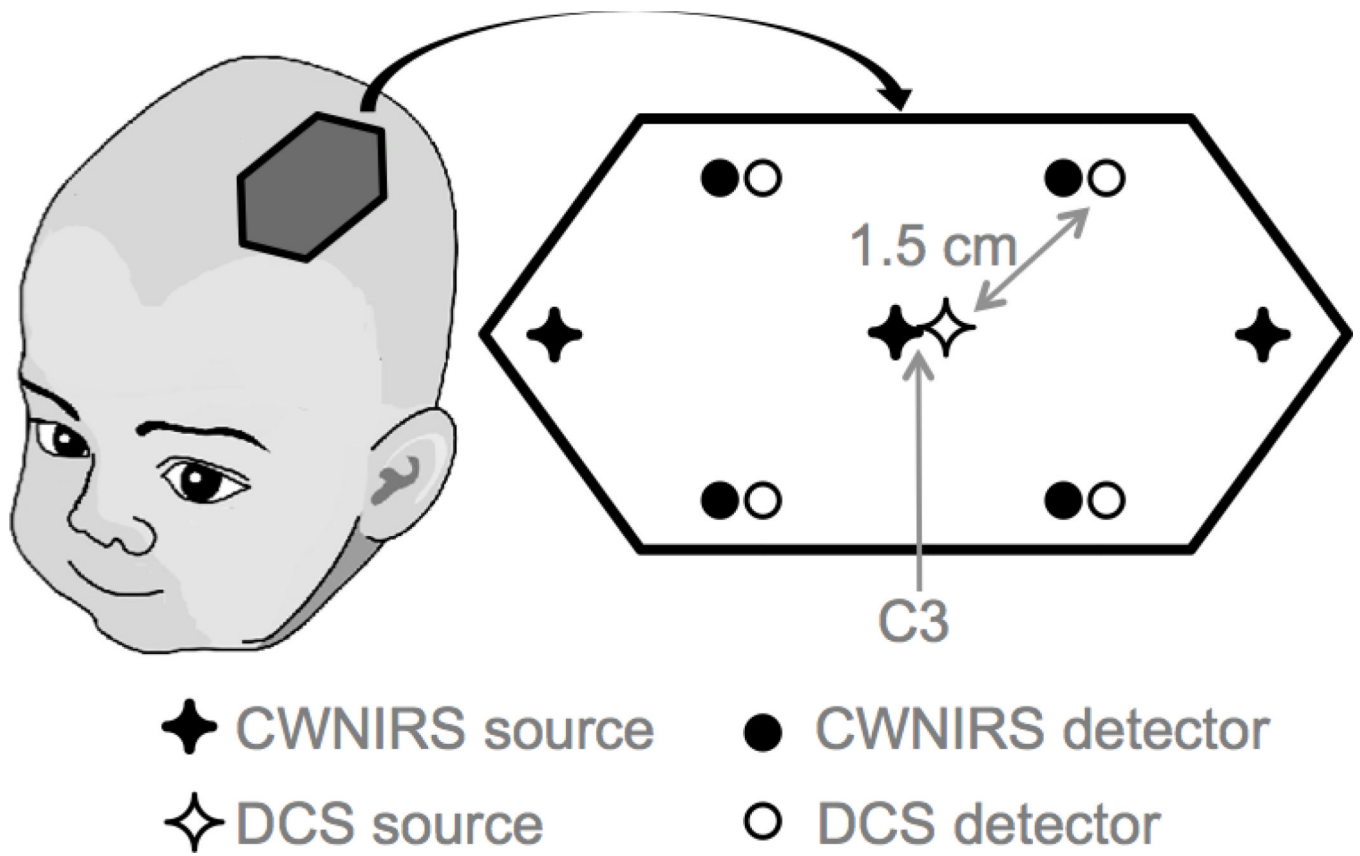 1.5 cm
C3
CWNIRS source
CWNIRS detector
DCS source
DCS detector